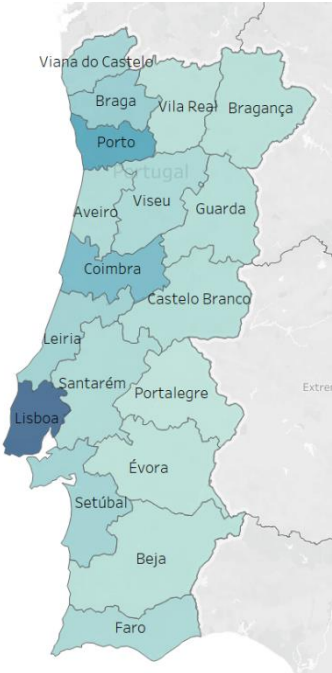 Viana do Castelo
Braga
Vila Real
Bragança
Porto
Portugal
Aveiro
Viseu
Guarda
Coimbra
Castelo Branco
Leiria
Santarém
Portalegre
Extre
Lisboa
Évora
Setúbal
Beja
Faro